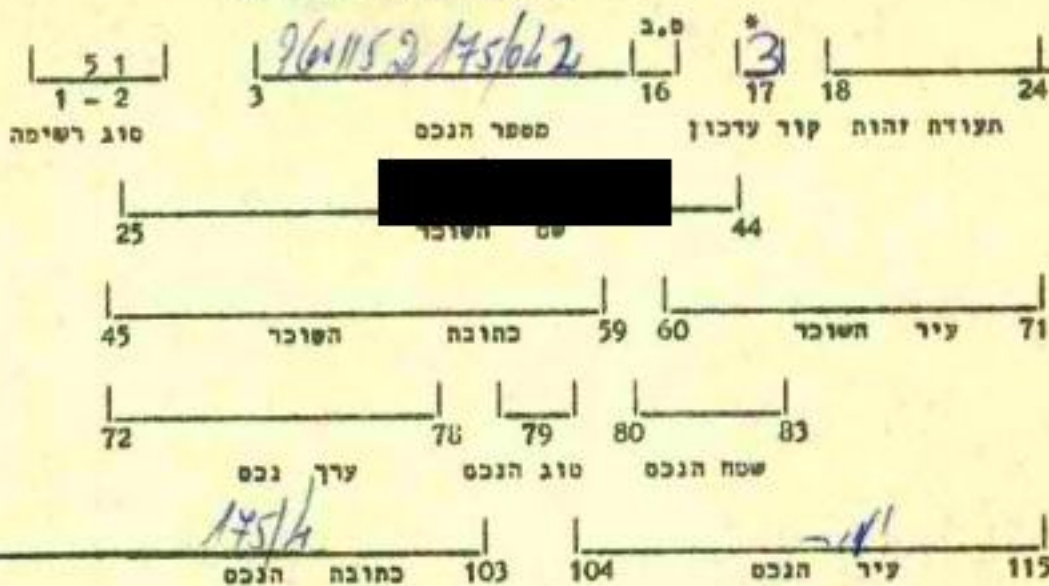 51 ס.ב * 3
1 - 2 3 16 17 18 24
סוג רשימה מספר הנכס קוד עדכון תעודת זהות
25 שם השוכר 44
45 כתובת השוכר 59 60 עיר השוכר 71
72 78 79 80 83
ערך נכס סוג הנכס שטח הנכס
175/4
כתובת הנכס 103 104 עיר הנכס 115